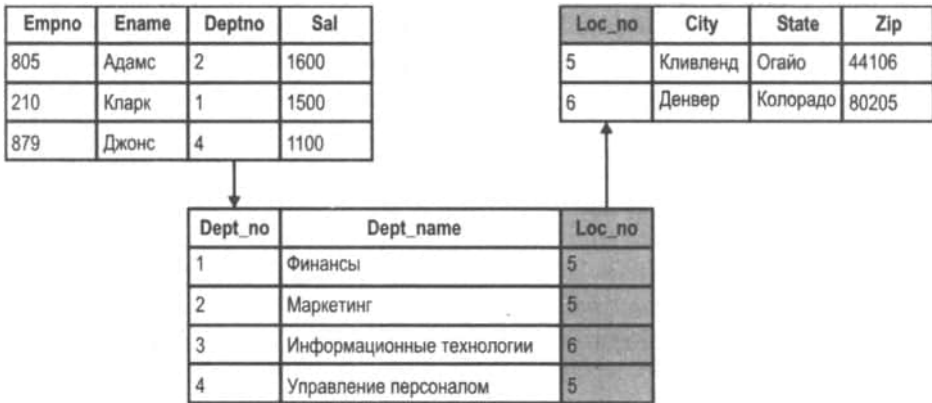 Empno Ename Deptno Sal
805 Адамс 2 1600
210 Кларк 1 1500
879 Джонс 4 1100
Loc_no City State Zip
5 Кливленд Огайо 44106
6 Денвер Колорадо 80205
Dept_no Dept_name Loc_no
1 Финансы 5
2 Маркетинг 5
3 Информационные технологии 6
4 Управление персоналом 5